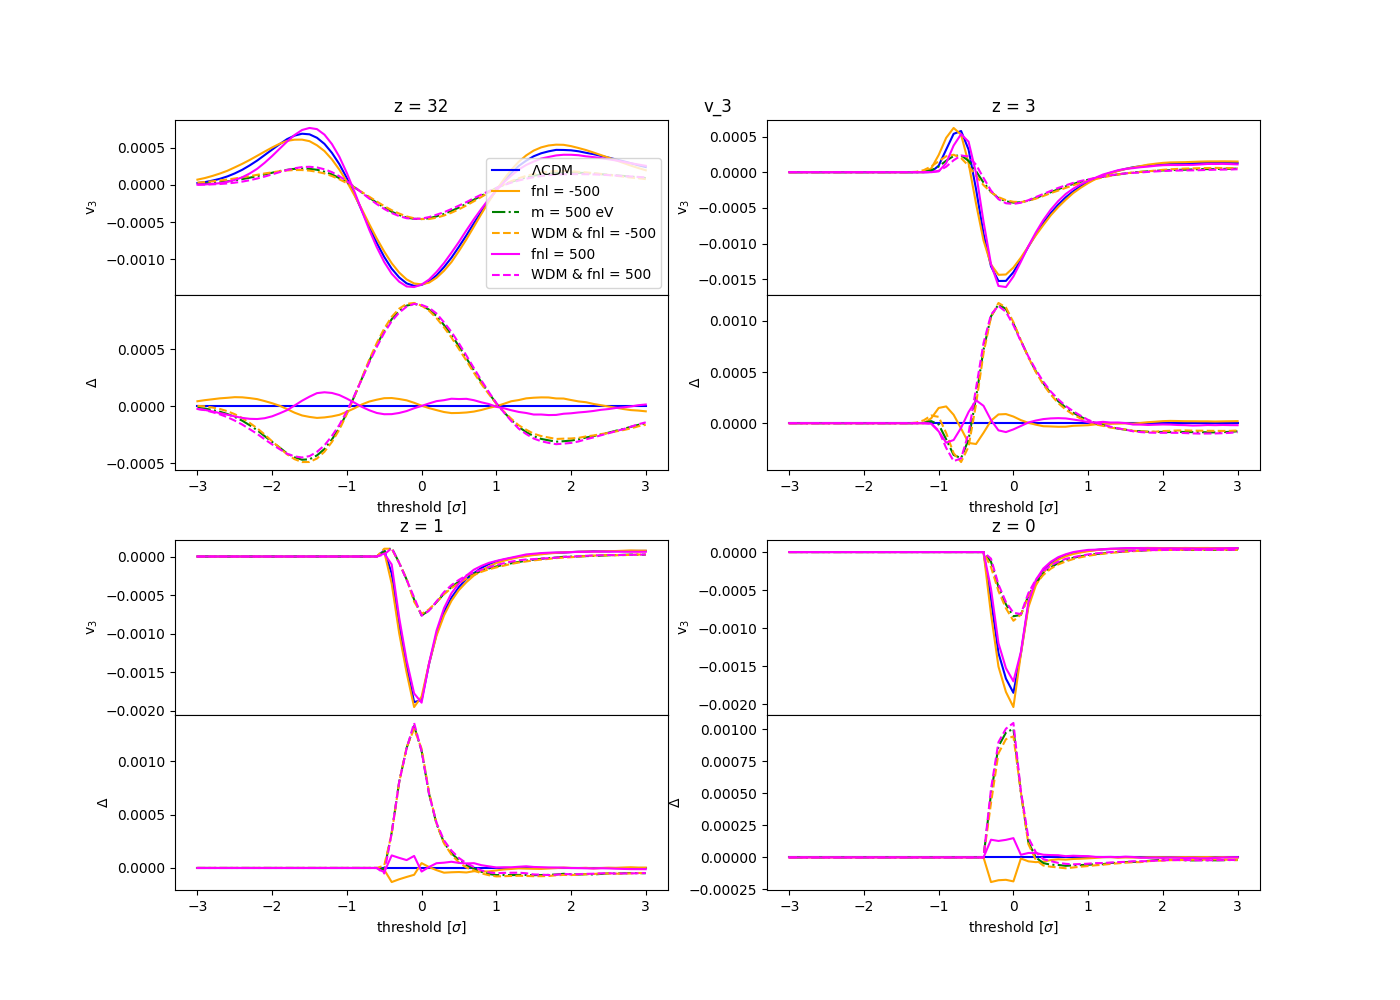 v_3
z = 32
0.0005
0.0000
−0.0005
−0.0010
v₃
ΛCDM
fnl = -500
m = 500 eV
WDM & fnl = -500
fnl = 500
WDM & fnl = 500
0.0005
0.0000
−0.0005
Δ
−3 −2 −1 0 1 2 3
threshold [σ]
z = 3
0.0005
0.0000
−0.0005
−0.0010
−0.0015
v₃
0.0010
0.0005
0.0000
Δ
−3 −2 −1 0 1 2 3
threshold [σ]
z = 1
0.0000
−0.0005
−0.0010
−0.0015
−0.0020
v₃
0.0010
0.0005
0.0000
Δ
−3 −2 −1 0 1 2 3
threshold [σ]
z = 0
0.0000
−0.0005
−0.0010
−0.0015
−0.0020
v₃
0.00100
0.00075
0.00050
0.00025
0.00000
−0.00025
Δ
−3 −2 −1 0 1 2 3
threshold [σ]